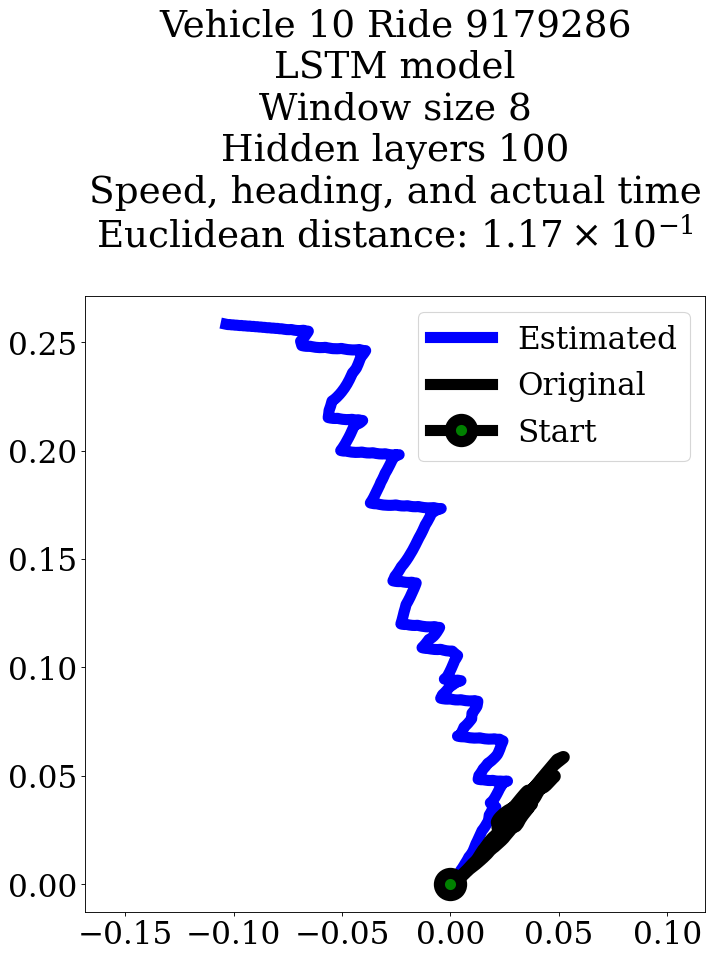 Vehicle 10 Ride 9179286
LSTM model
Window size 8
Hidden layers 100
Speed, heading, and actual time
Euclidean distance: 1.17 × 10⁻¹
Estimated
Original
Start
0.25
0.20
0.15
0.10
0.05
0.00
−0.15 −0.10 −0.05 0.00 0.05 0.10